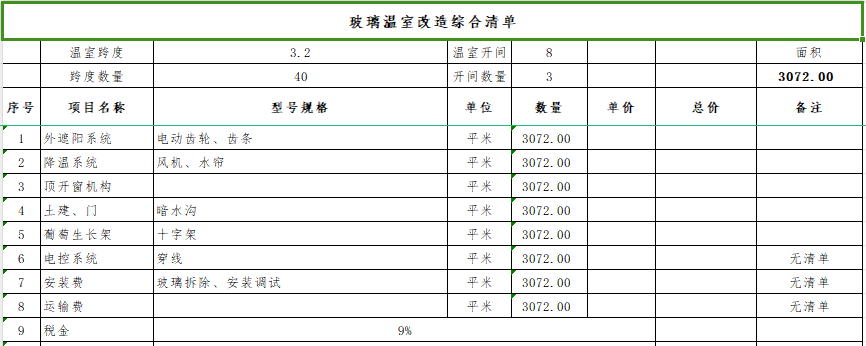 玻璃温室改造综合清单
温室跨度 3.2 温室开间 8 面积
跨度数量 40 开间数量 3 3072.00
序号 项目名称 型号规格 单位 数量 单价 总价 备注
1 外遮阳系统 电动齿轮、齿条 平米 3072.00
2 降温系统 风机、水帘 平米 3072.00
3 顶开窗机构 平米 3072.00
4 土建、门 暗水沟 平米 3072.00
5 葡萄生长架 十字架 平米 3072.00
6 电控系统 穿线 平米 3072.00 无清单
7 安装费 玻璃拆除、安装调试 平米 3072.00 无清单
8 运输费 平米 3072.00 无清单
9 税金 9%